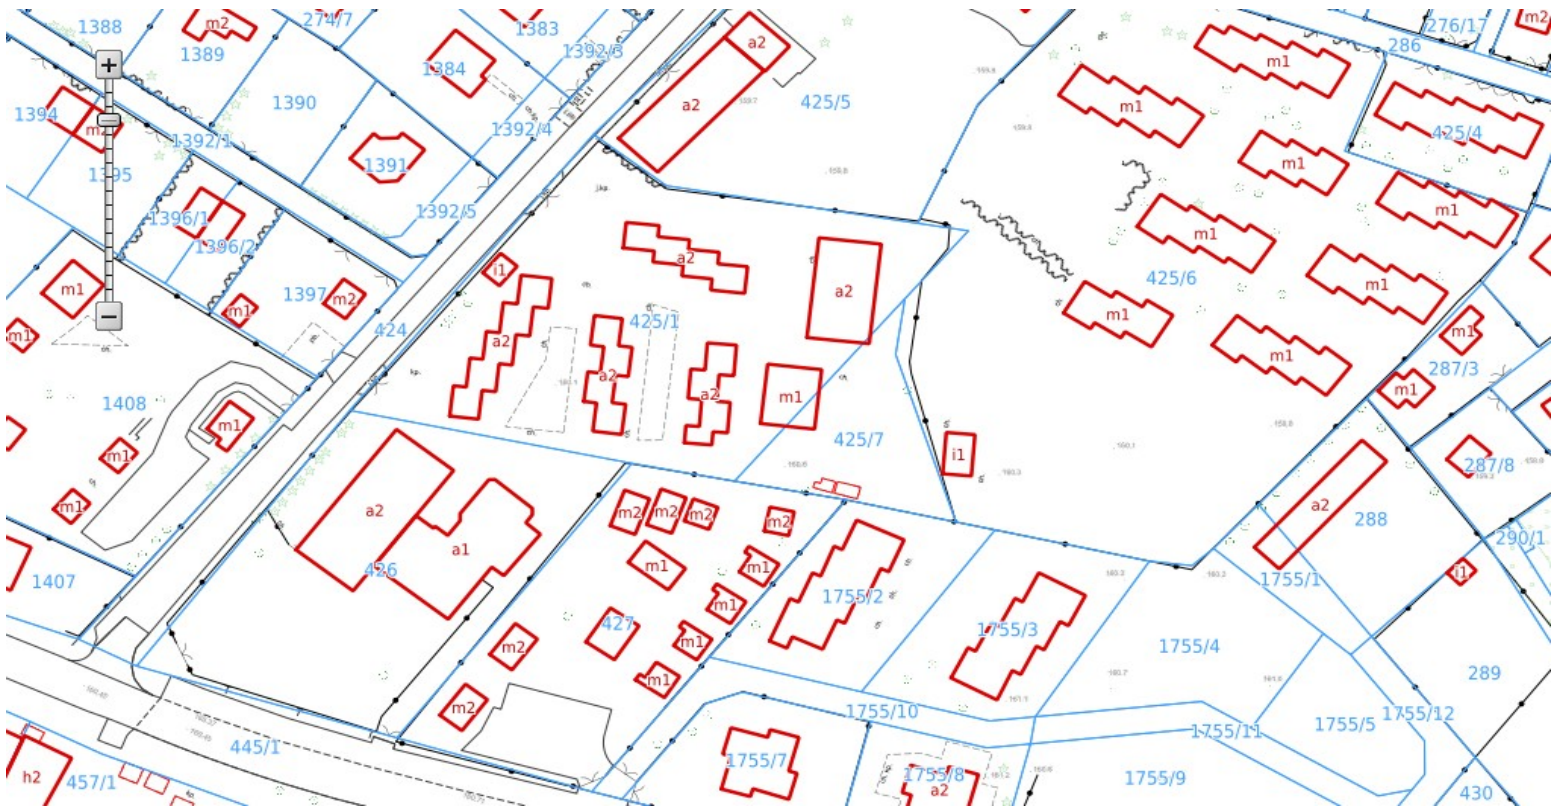 1388
m2
274/7
1383
1389
1392/3
1384
a2
276/17
m2
286
m1
1390
1394
a2
425/5
m1
1392/4
425/4
1392/1
m1
1395
1391
1396/1
1392/5
m1
1396/2
m1
425/6
i1
a2
m1
m1
1397
m2
a2
m1
m1
425/1
m1
424
m1
m1
a2
m1
287/3
a2
a2
m1
m1
1408
m1
425/7
m1
i1
287/8
m1
a2
a2
m2
m2
m2
m2
288
290/1
a1
426
m1
m1
i1
1407
1755/1
1755/2
m1
427
1755/3
m1
1755/4
m2
m1
289
m2
1755/10
1755/12
1755/5
1755/11
445/1
1755/7
h2
457/1
1755/8
a2
1755/9
430